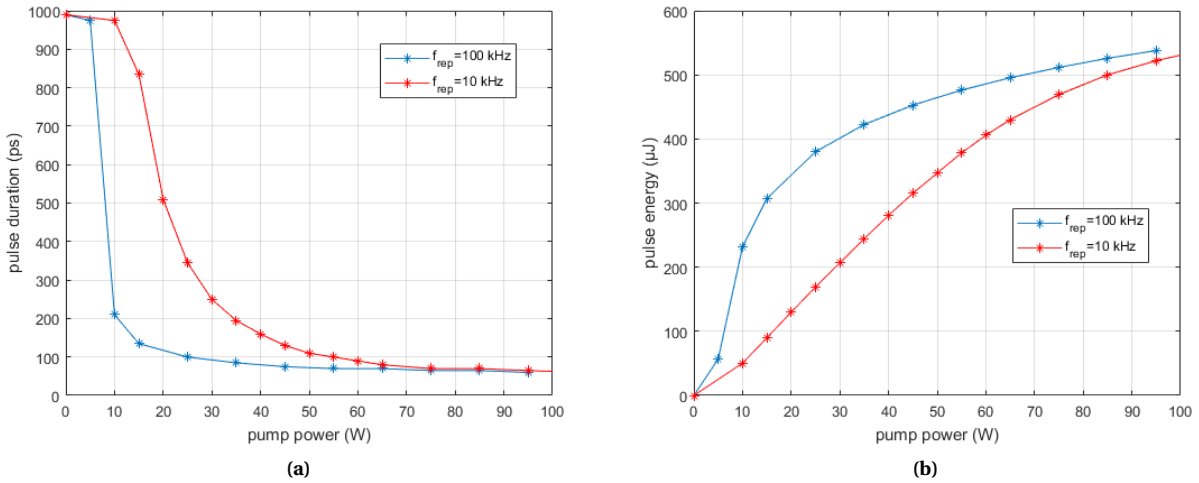 1000
900
800
700
600
500
400
300
200
100
0
pulse duration (ps)
f_rep=100 kHz
f_rep=10 kHz
0 10 20 30 40 50 60 70 80 90 100
pump power (W)
(a)
600
500
400
300
200
100
0
pulse energy (µJ)
f_rep=100 kHz
f_rep=10 kHz
0 10 20 30 40 50 60 70 80 90 100
pump power (W)
(b)